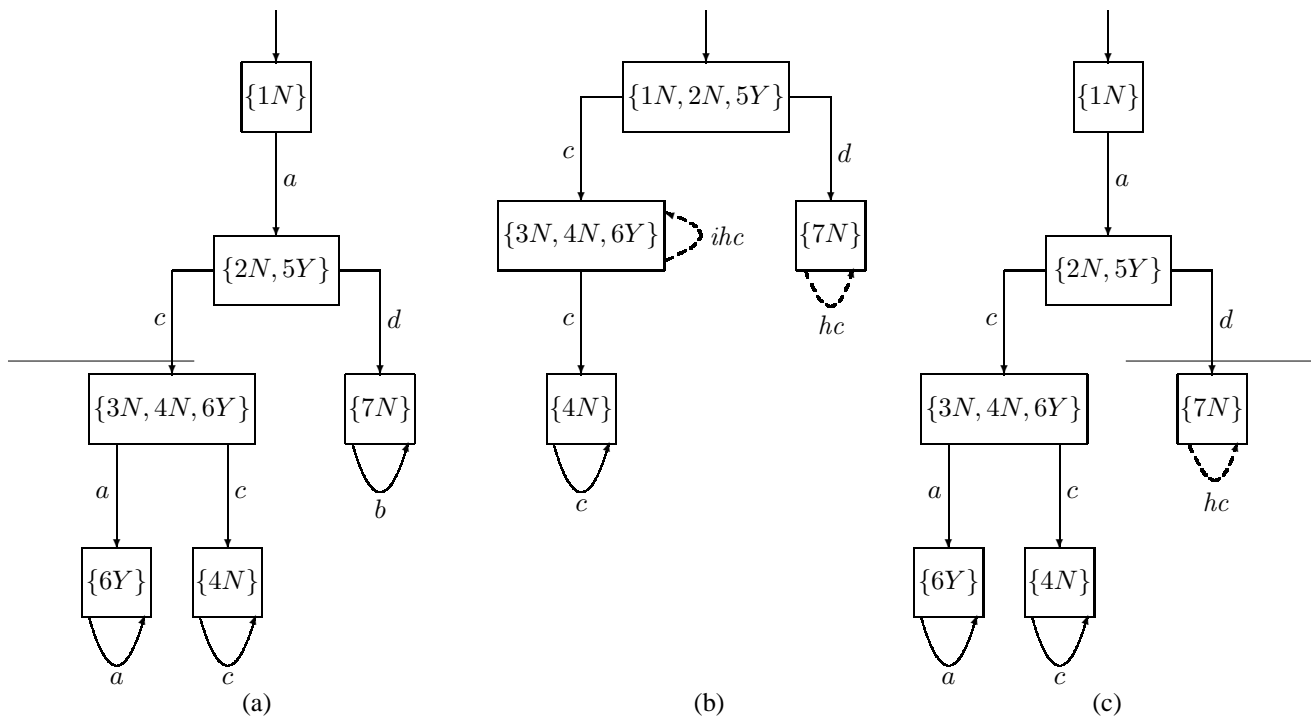 {1N}
a
{2N, 5Y}
c
d
{3N, 4N, 6Y}
{7N}
a
c
b
{6Y}
{4N}
a
c
(a)
{1N, 2N, 5Y}
c
d
{3N, 4N, 6Y}
ihc
{7N}
hc
c
{4N}
c
(b)
{1N}
a
{2N, 5Y}
c
d
{3N, 4N, 6Y}
{7N}
a
c
hc
{6Y}
{4N}
a
c
(c)